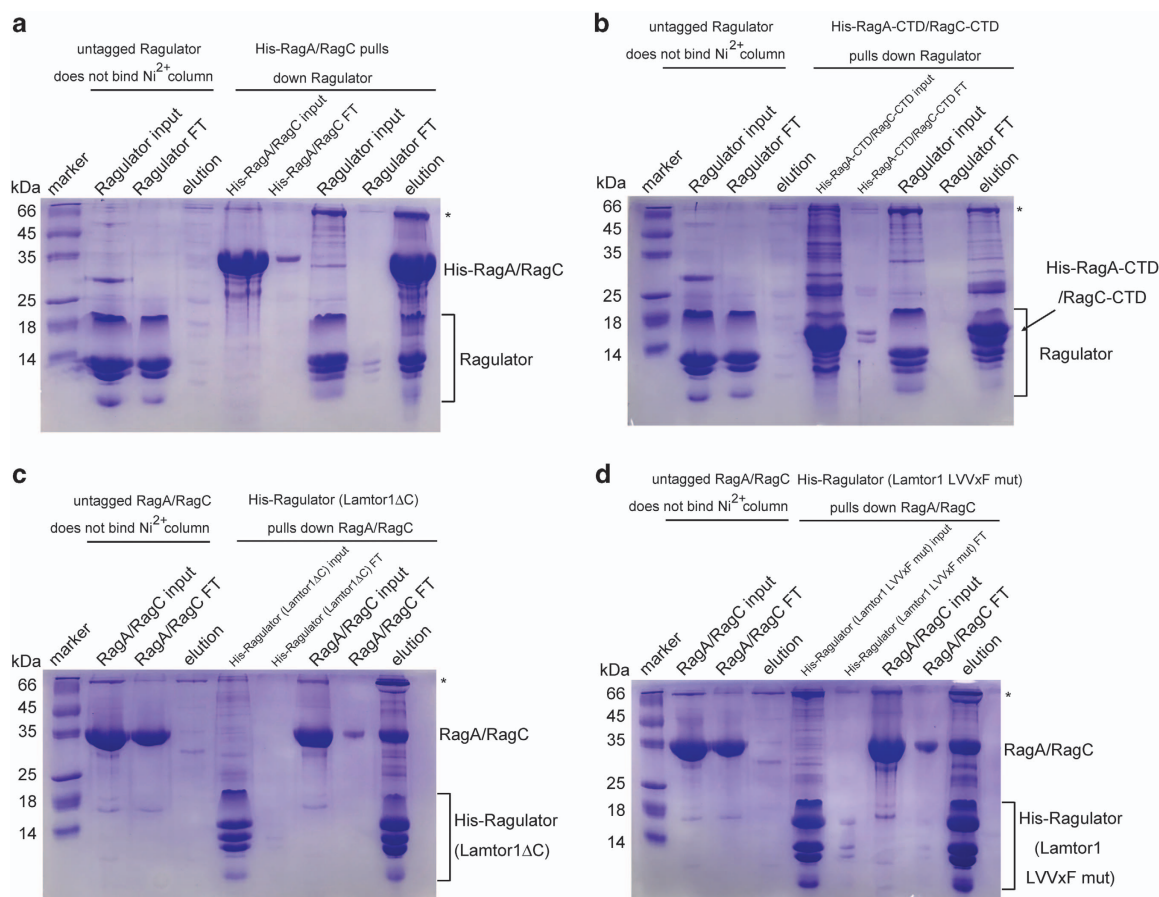 a
untagged Ragulator
does not bind Ni2+column
His-RagA/RagC pulls
down Ragulator
kDa
marker
Ragulator input
Ragulator FT
elution
His-RagA/RagC input
His-RagA/RagC FT
Ragulator input
Ragulator FT
elution
66
45
35
25
18
14
*
His-RagA/RagC
Ragulator
b
untagged Ragulator
does not bind Ni2+column
His-RagA-CTD/RagC-CTD
pulls down Ragulator
kDa
marker
Ragulator input
Ragulator FT
elution
His-RagA-CTD/RagC-CTD input
His-RagA-CTD/RagC-CTD FT
Ragulator input
Ragulator FT
elution
66
45
35
25
18
14
*
His-RagA-CTD
/RagC-CTD
Ragulator
c
untagged RagA/RagC
does not bind Ni2+column
His-Ragulator (Lamtor1ΔC)
pulls down RagA/RagC
kDa
marker
RagA/RagC input
RagA/RagC FT
elution
His-Ragulator (Lamtor1ΔC) input
His-Ragulator (Lamtor1ΔC) FT
RagA/RagC input
RagA/RagC FT
elution
66
45
35
25
18
14
*
RagA/RagC
His-Ragulator
(Lamtor1ΔC)
d
untagged RagA/RagC
does not bind Ni2+column
His-Ragulator (Lamtor1 LVVxF mut)
pulls down RagA/RagC
kDa
marker
RagA/RagC input
RagA/RagC FT
elution
His-Ragulator (Lamtor1 LVVxF mut) input
His-Ragulator (Lamtor1 LVVxF mut) FT
RagA/RagC input
RagA/RagC FT
elution
66
45
35
25
18
14
*
RagA/RagC
His-Ragulator
(Lamtor1
LVVxF mut)